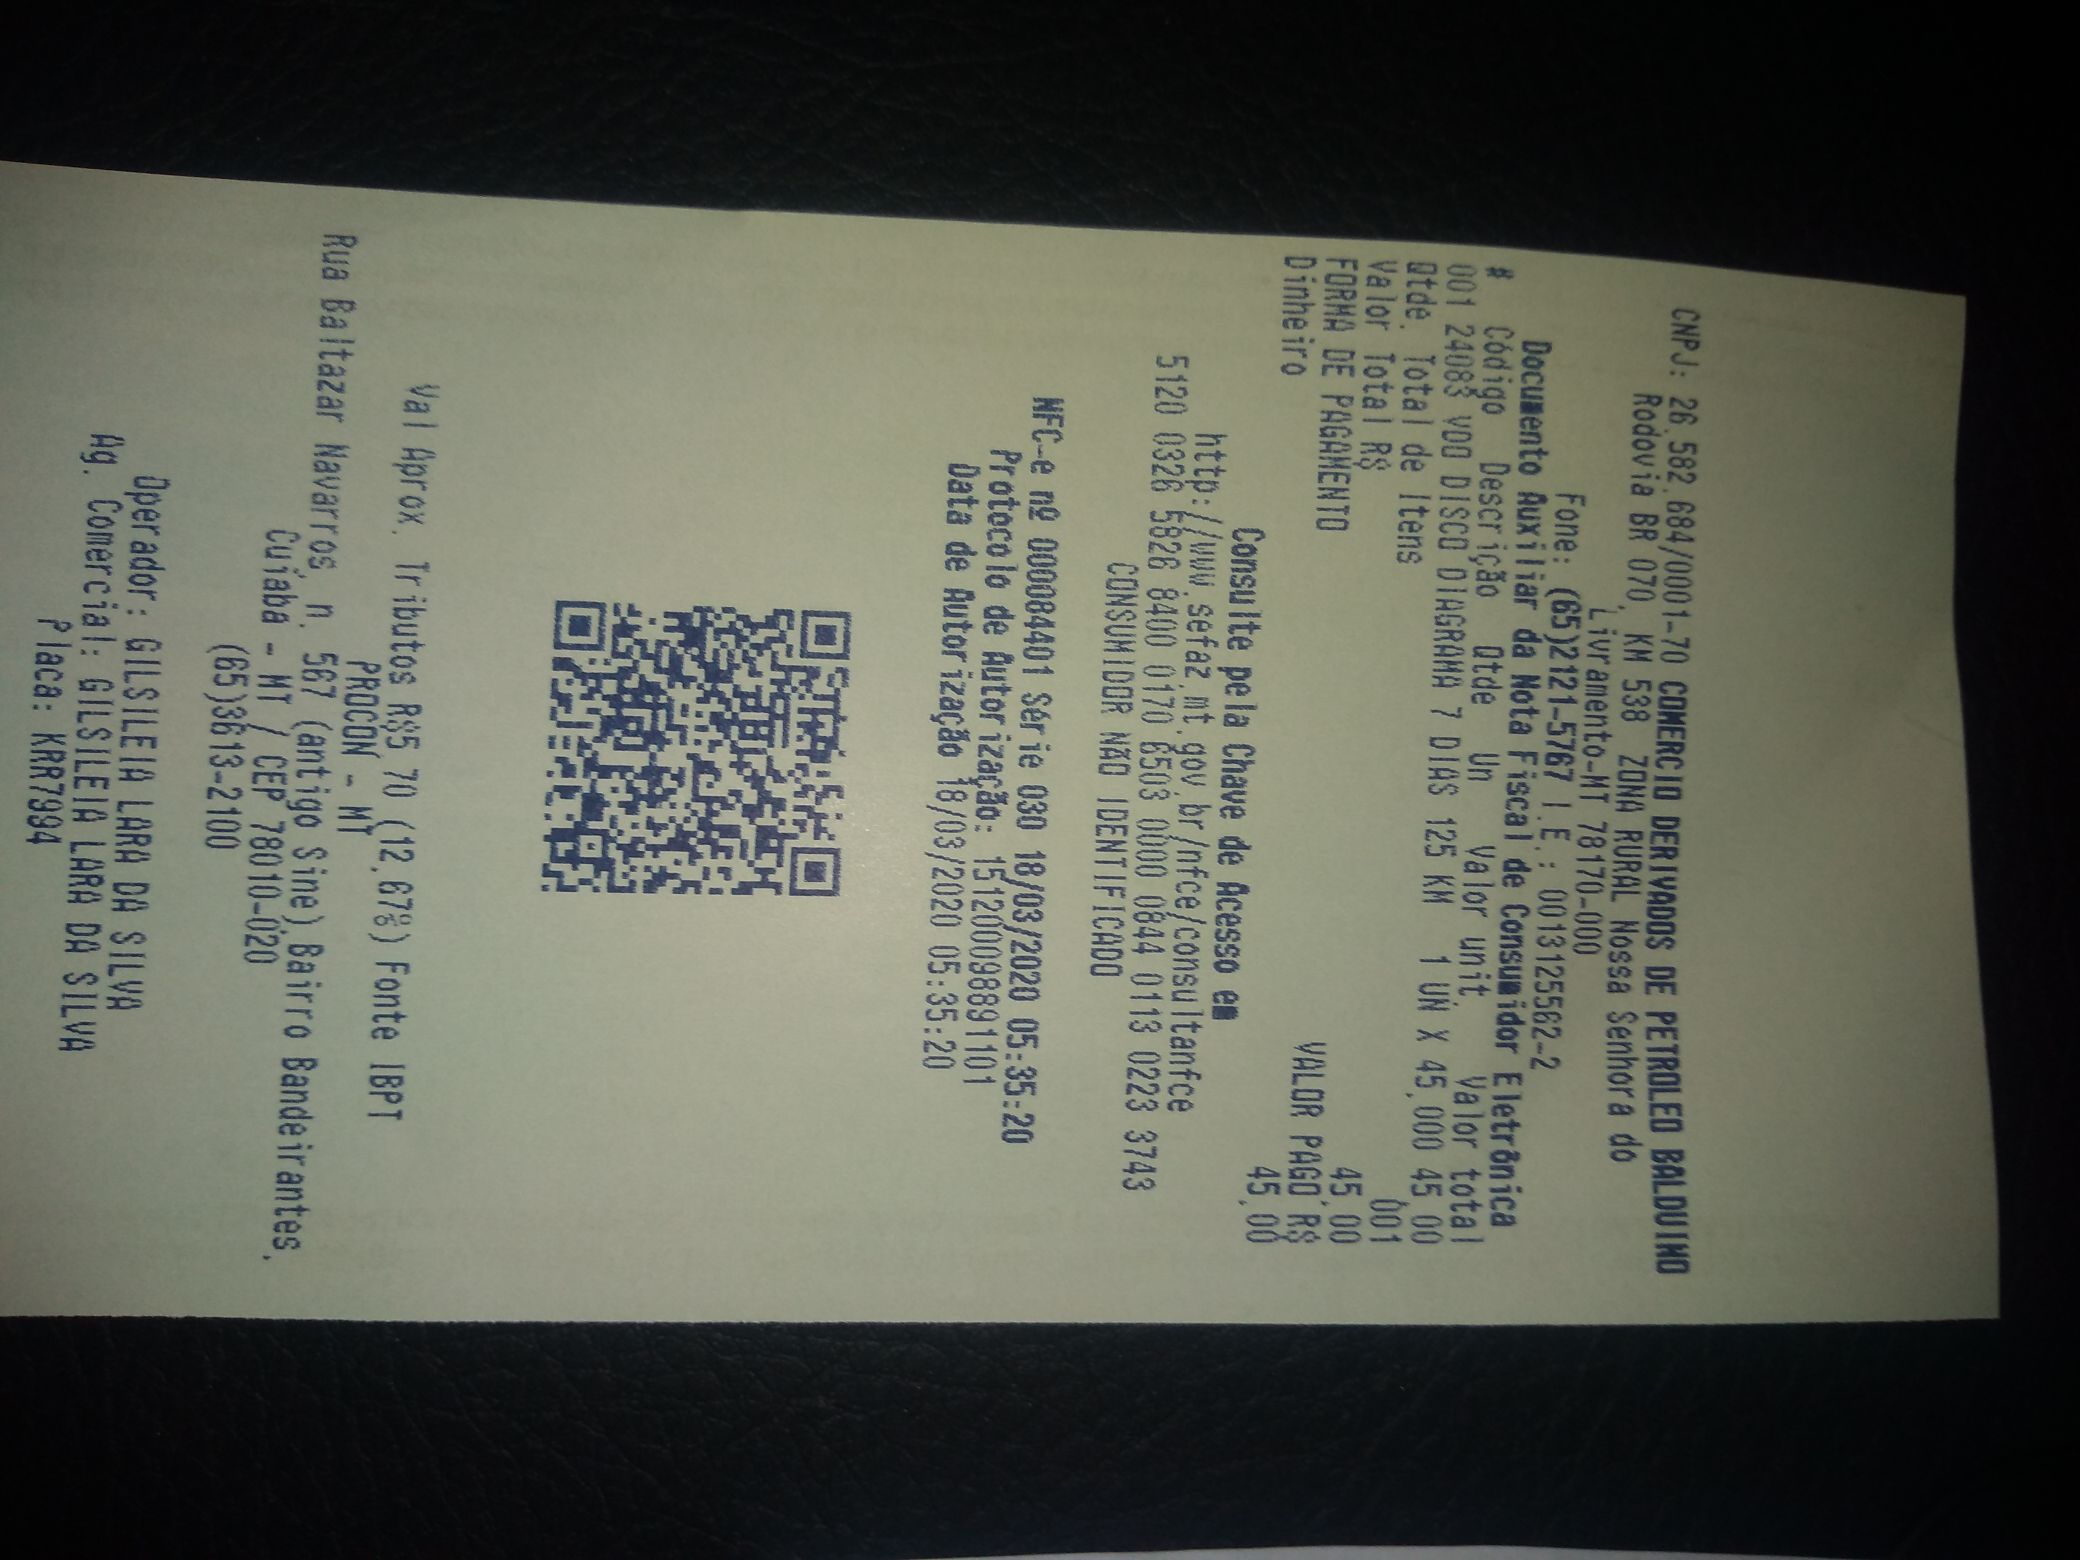 CNPJ: 26.582.684/0001-70 COMERCIO DERIVADOS DE PETROLEO BALDUINO
Rodovia BR 070, KM 538 ZONA RURAL Nossa Senhora do
Livramento-MT 78170-000
Fone: (65)2121-5767 I.E.: 0013125582-2
Documento Auxiliar da Nota Fiscal de Consumidor Eletrônica
# Código Descrição Qtde Un Valor unit. Valor total
001 24083 VDO DISCO DIAGRAMA 7 DIAS 125 KM 1 UN X 45,000 45,00
Qtde. Total de Itens 001
Valor Total R$ 45,00
FORMA DE PAGAMENTO VALOR PAGO R$
Dinheiro 45,00
Consulte pela Chave de Acesso em
http://www.sefaz.mt.gov.br/nfce/consultanfce
5120 0326 5826 8400 0170 6503 0000 0844 0113 0223 3743
CONSUMIDOR NÃO IDENTIFICADO
NFC-e nº 000084401 Série 030 18/03/2020 05:35:20
Protocolo de Autorização: 151200098891101
Data de Autorização 18/03/2020 05:35:20
Val Aprox. Tributos R$5,70 (12,67%) Fonte IBPT
PROCON - MT
Rua Baltazar Navarros, n. 567 (antigo Sine) Bairro Bandeirantes,
Cuiabá - MT / CEP 78010-020
(65)3613-2100
Operador: GILSILEIA LARA DA SILVA
Ag. Comercial: GILSILEIA LARA DA SILVA
Placa: KRR7994